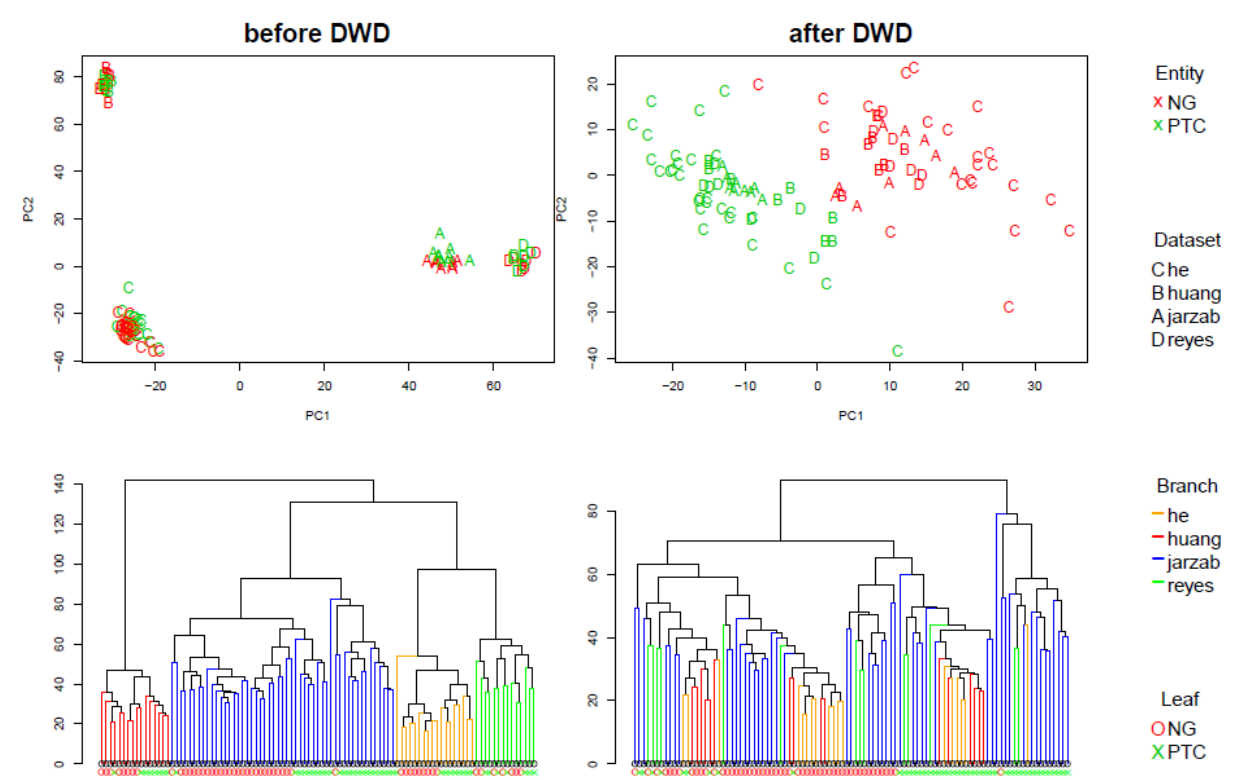 before DWD
after DWD
80
60
40
20
0
−20
−40
PC2
−20
0
20
40
60
PC1
20
10
0
−10
−20
−30
−40
PC2
−20
−10
0
10
20
30
PC1
Entity
x NG
x PTC
Dataset
C he
B huang
A jarzab
D reyes
140
120
100
80
60
40
20
0
80
60
40
20
0
Branch
he
huang
jarzab
reyes
Leaf
O NG
X PTC